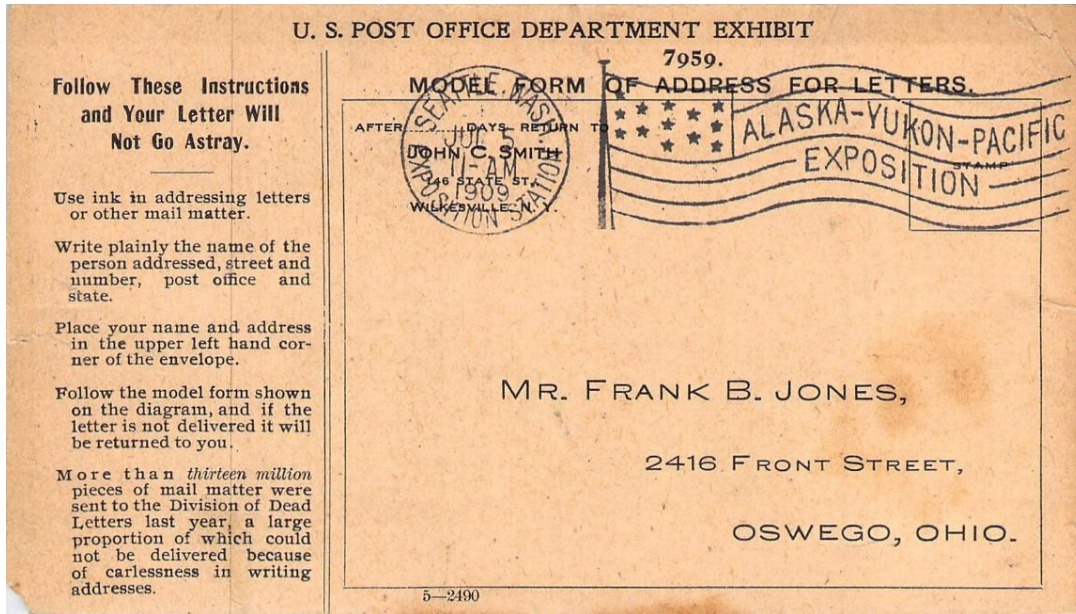 U. S. POST OFFICE DEPARTMENT EXHIBIT
7959.
MODEL FORM OF ADDRESS FOR LETTERS.
Follow These Instructions
and Your Letter Will
Not Go Astray.
Use ink in addressing letters
or other mail matter.
Write plainly the name of the
person addressed, street and
number, post office and
state.
Place your name and address
in the upper left hand cor-
ner of the envelope.
Follow the model form shown
on the diagram, and if the
letter is not delivered it will
be returned to you.
More than thirteen million
pieces of mail matter were
sent to the Division of Dead
Letters last year, a large
proportion of which could
not be delivered because
of carlessness in writing
addresses.
AFTER........DAYS RETURN TO
JOHN C. SMITH
46 STATE ST.
WILKESVILLE N. Y.
SEATTLE, WASH.
JUL 5
11-AM
1909
EXPOSITION STATION
ALASKA-YUKON-PACIFIC
EXPOSITION
STAMP
MR. FRANK B. JONES,
2416 FRONT STREET,
OSWEGO, OHIO.
5—2490